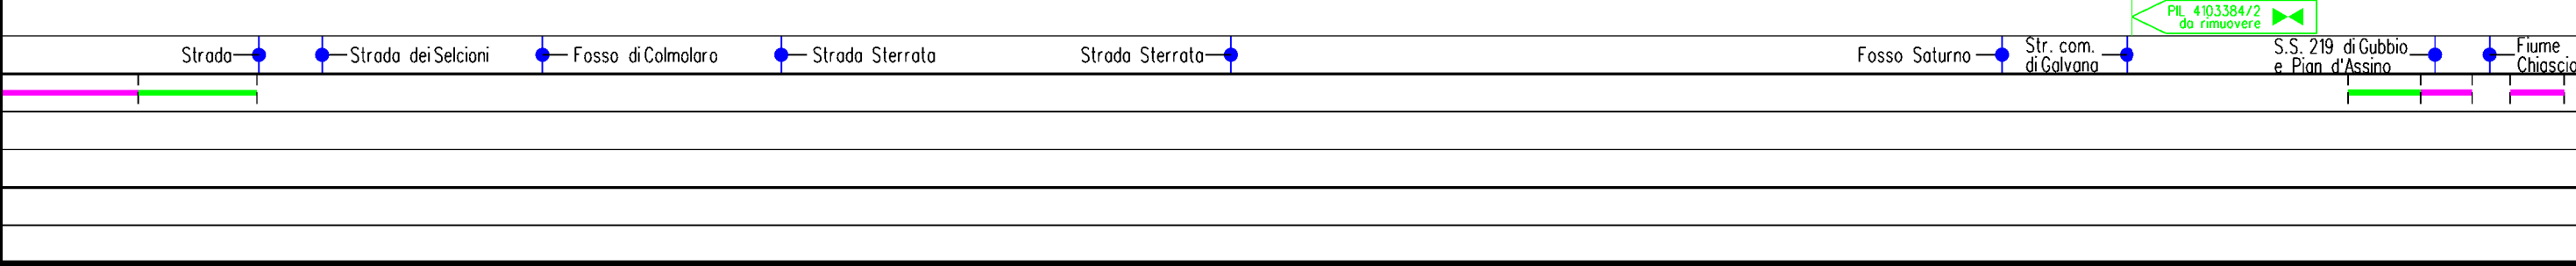 PIL 4103384/2
da rimuovere
Strada
Strada dei Selcioni
Fosso di Colmolaro
Strada Sterrata
Strada Sterrata
Fosso Saturno
Str. com.
di Galvana
S.S. 219 di Gubbio
e Pian d'Assino
Fiume
Chiascio